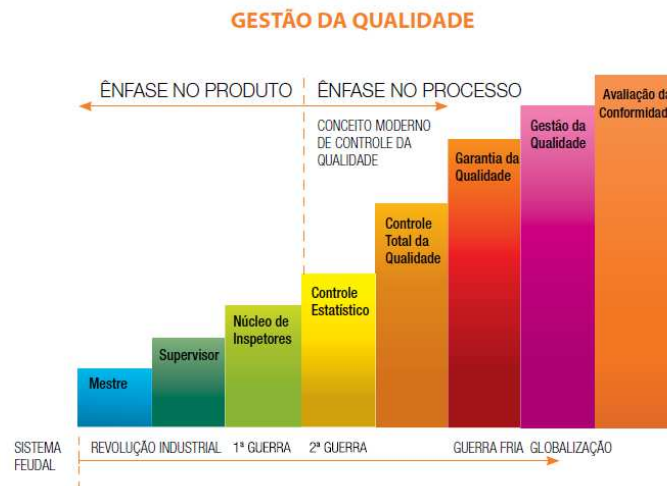 GESTÃO DA QUALIDADE
ÊNFASE NO PRODUTO
ÊNFASE NO PROCESSO
CONCEITO MODERNO
DE CONTROLE DA
QUALIDADE
Mestre
Supervisor
Núcleo de
Inspetores
Controle
Estatístico
Controle
Total da
Qualidade
Garantia da
Qualidade
Gestão da
Qualidade
Avaliação da
Conformidad
SISTEMA
FEUDAL
REVOLUÇÃO INDUSTRIAL
1ª GUERRA
2ª GUERRA
GUERRA FRIA
GLOBALIZAÇÃO